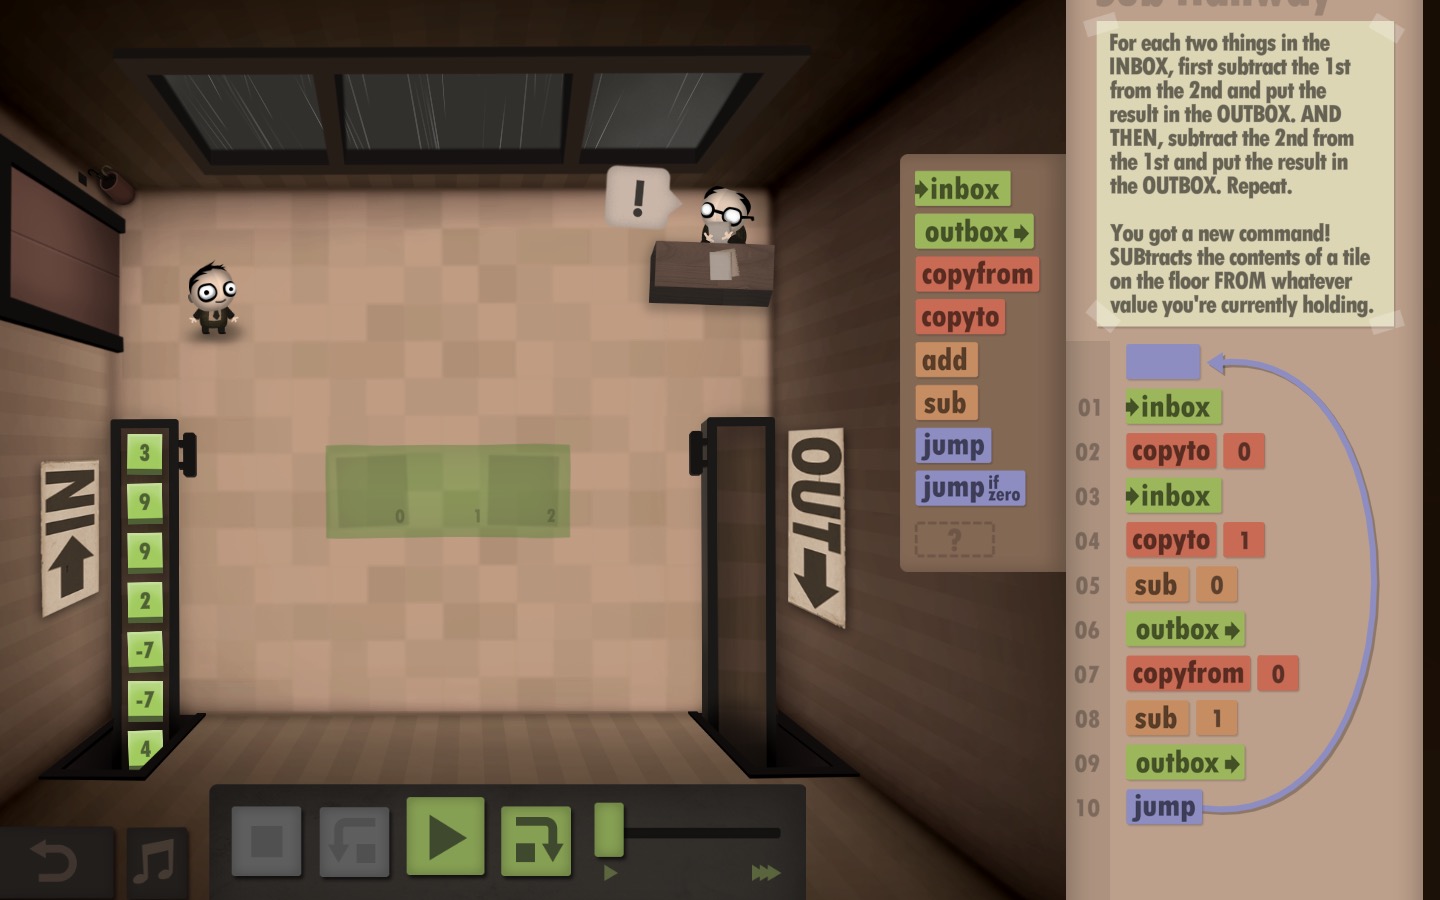 Sub Hallway
For each two things in the
INBOX, first subtract the 1st
from the 2nd and put the
result in the OUTBOX. AND
THEN, subtract the 2nd from
the 1st and put the result in
the OUTBOX. Repeat.
You got a new command!
SUBtracts the contents of a tile
on the floor FROM whatever
value you're currently holding.
!
inbox
outbox
copyfrom
copyto
add
sub
jump
jump if zero
?
01 inbox
02 copyto 0
03 inbox
04 copyto 1
05 sub 0
06 outbox
07 copyfrom 0
08 sub 1
09 outbox
10 jump
IN
3
9
9
2
-7
-7
4
0 1 2
OUT